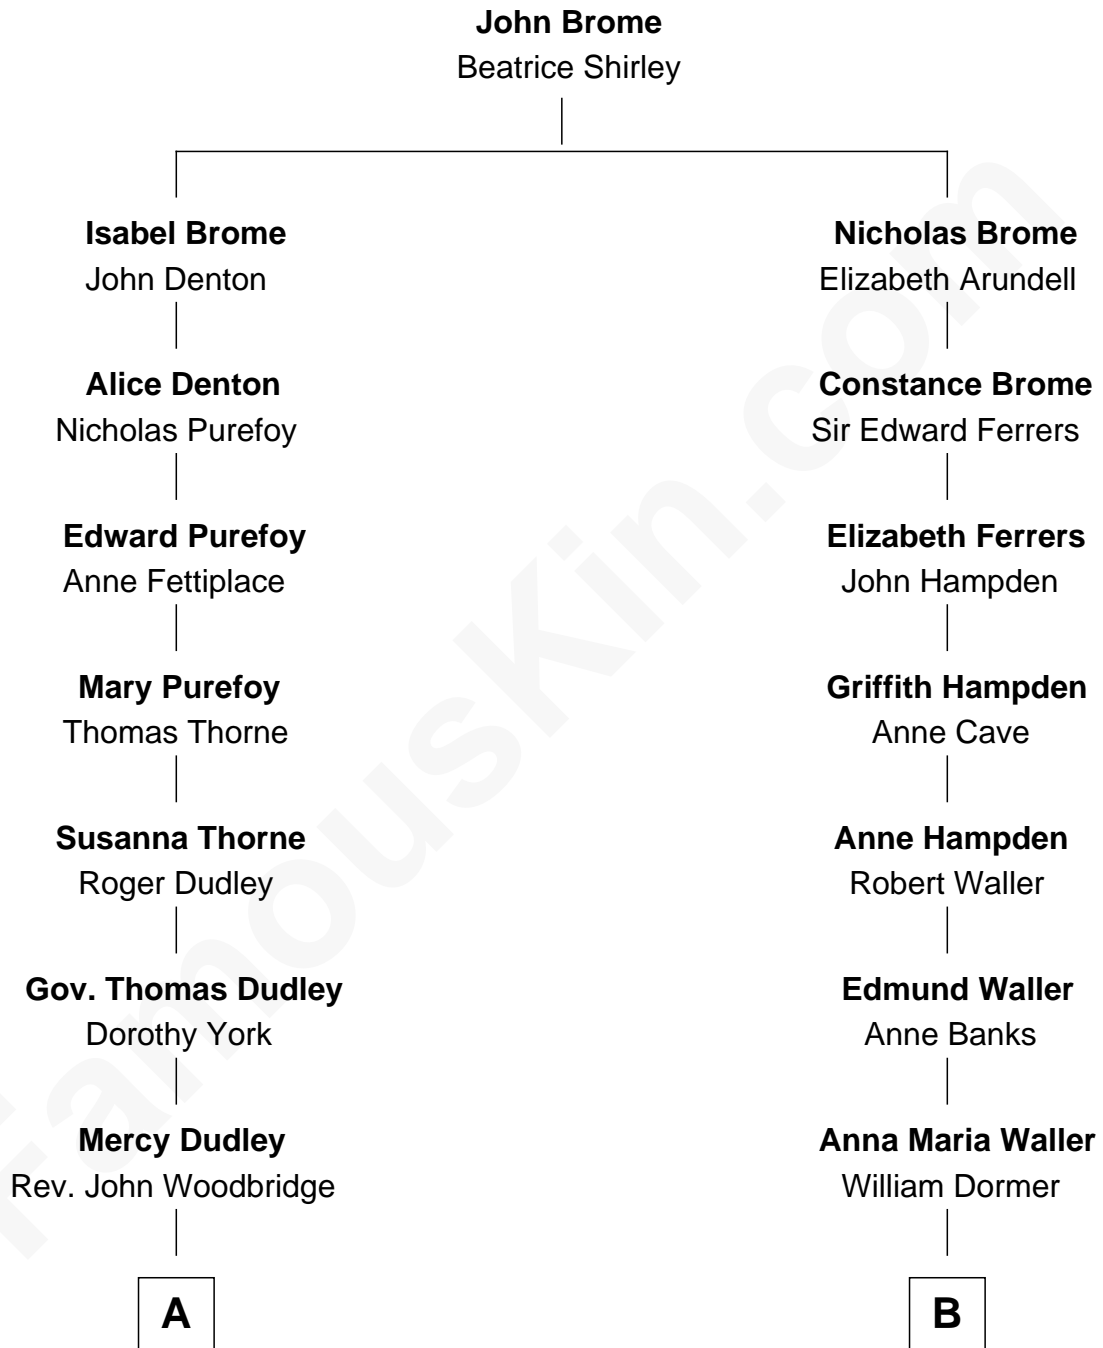 John Brome
Beatrice Shirley
Isabel Brome
John Denton
Nicholas Brome
Elizabeth Arundell
Alice Denton
Nicholas Purefoy
Constance Brome
Sir Edward Ferrers
Edward Purefoy
Anne Fettiplace
Elizabeth Ferrers
John Hampden
Mary Purefoy
Thomas Thorne
Griffith Hampden
Anne Cave
Susanna Thorne
Roger Dudley
Anne Hampden
Robert Waller
Gov. Thomas Dudley
Dorothy York
Edmund Waller
Anne Banks
Mercy Dudley
Rev. John Woodbridge
Anna Maria Waller
William Dormer
A
B
FamousKin.com